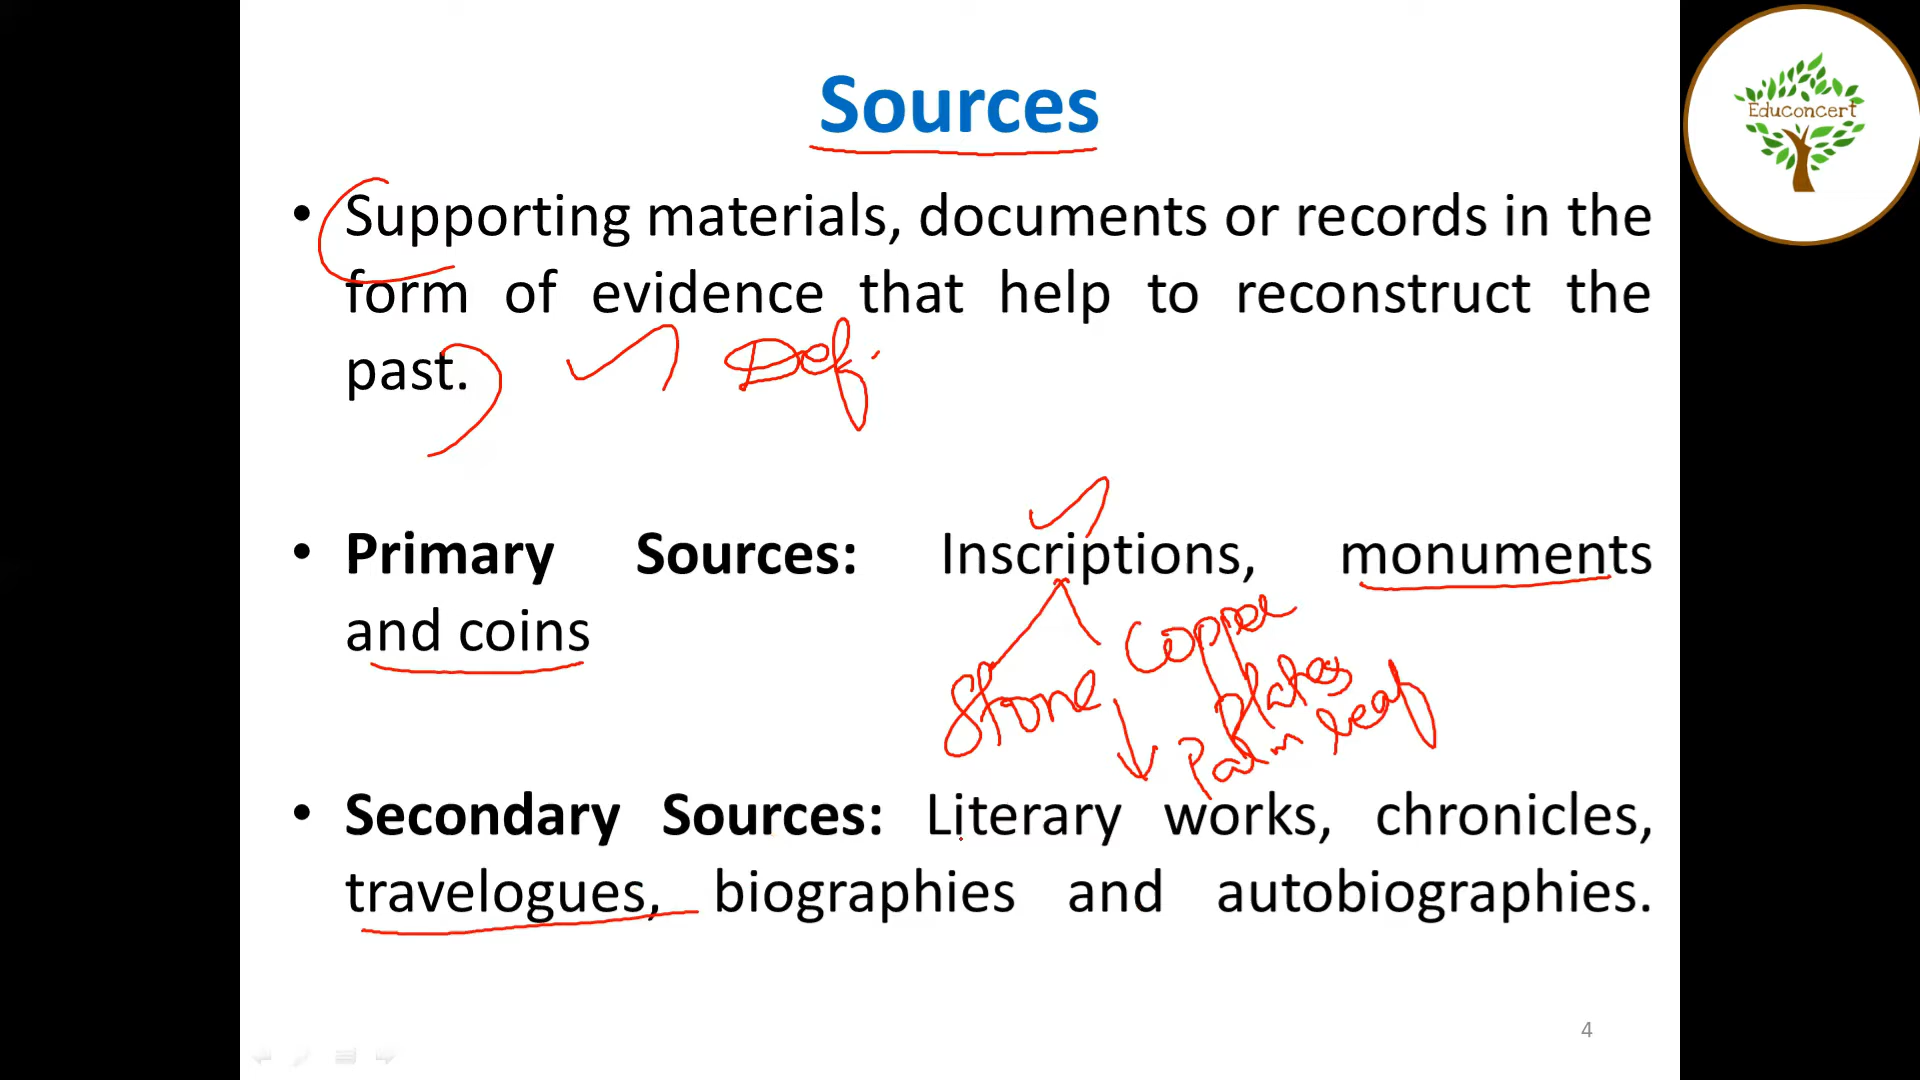 Sources
Educoncert
• Supporting materials, documents or records in the
form of evidence that help to reconstruct the
past.
Def.
• Primary Sources: Inscriptions, monuments
and coins
Copper
Stone
Plates
Palm leaf
• Secondary Sources: Literary works, chronicles,
travelogues, biographies and autobiographies.
4